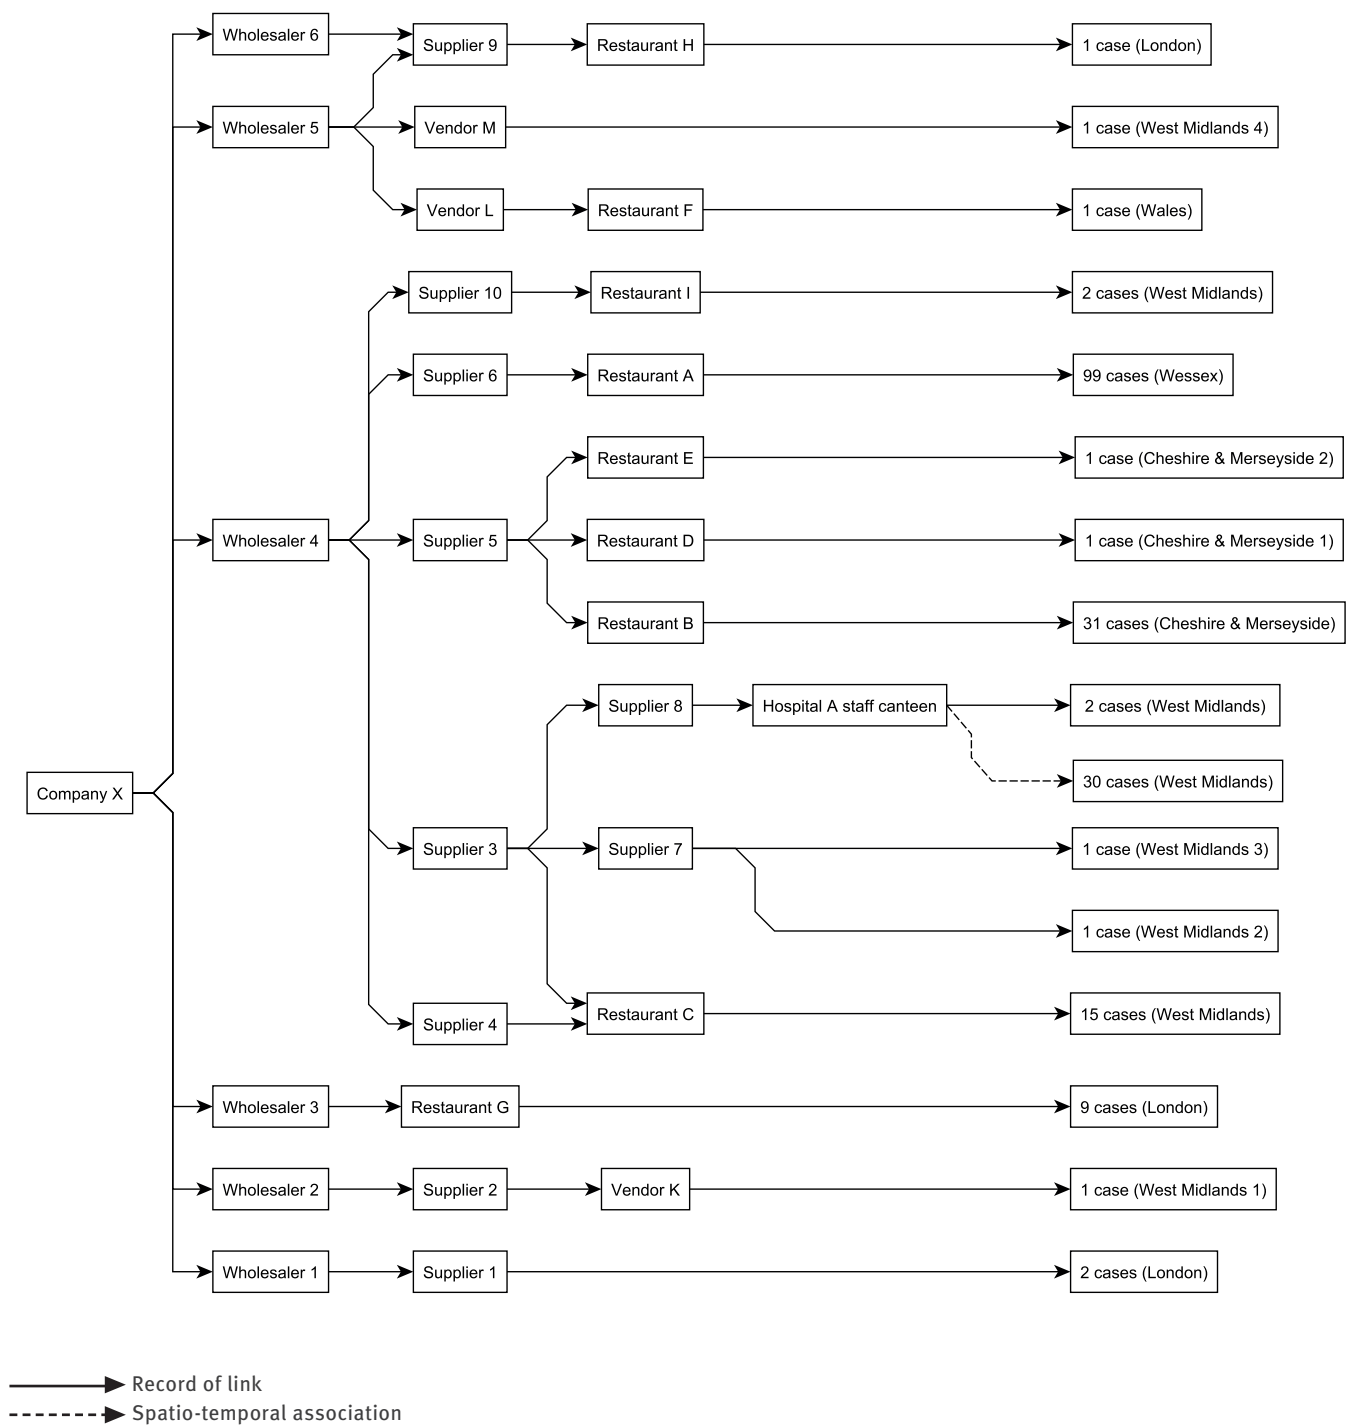 Wholesaler 6
Supplier 9
Restaurant H
1 case (London)
Wholesaler 5
Vendor M
1 case (West Midlands 4)
Vendor L
Restaurant F
1 case (Wales)
Supplier 10
Restaurant I
2 cases (West Midlands)
Supplier 6
Restaurant A
99 cases (Wessex)
Restaurant E
1 case (Cheshire & Merseyside 2)
Wholesaler 4
Supplier 5
Restaurant D
1 case (Cheshire & Merseyside 1)
Restaurant B
31 cases (Cheshire & Merseyside)
Supplier 8
Hospital A staff canteen
2 cases (West Midlands)
30 cases (West Midlands)
Company X
Supplier 3
Supplier 7
1 case (West Midlands 3)
1 case (West Midlands 2)
Supplier 4
Restaurant C
15 cases (West Midlands)
Wholesaler 3
Restaurant G
9 cases (London)
Wholesaler 2
Supplier 2
Vendor K
1 case (West Midlands 1)
Wholesaler 1
Supplier 1
2 cases (London)
Record of link
Spatio-temporal association